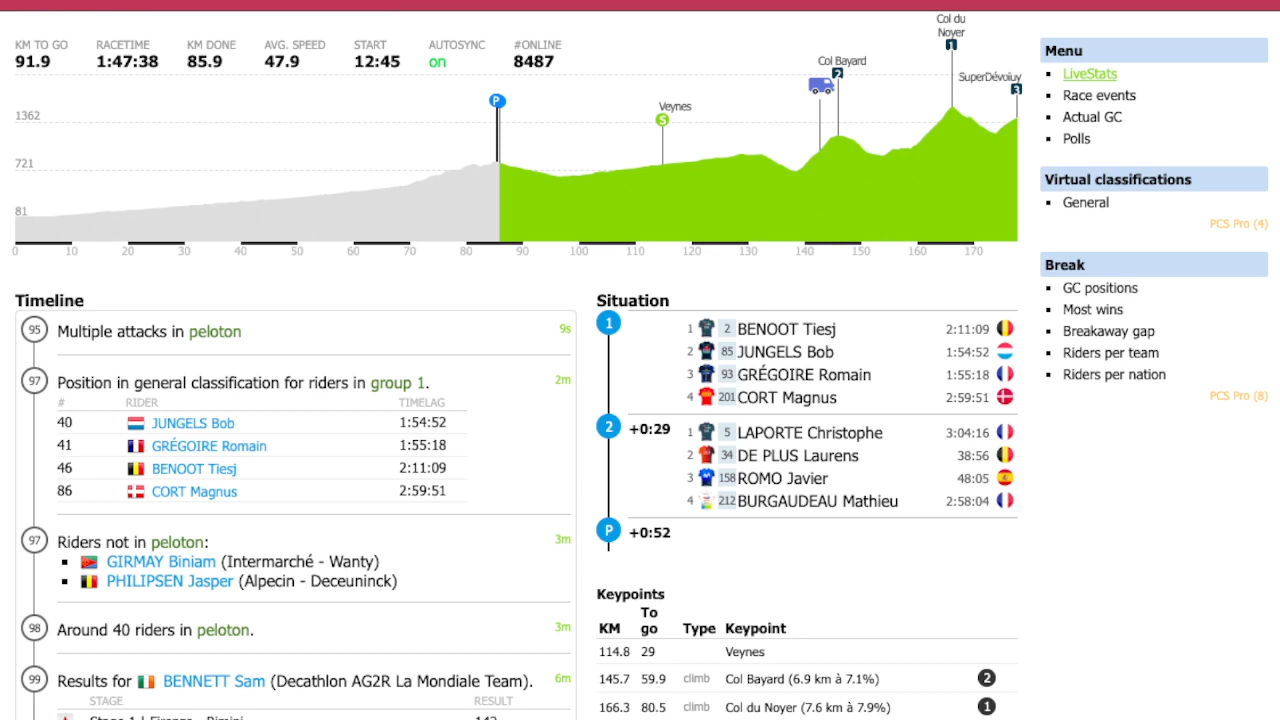 KM TO GO RACETIME KM DONE AVG. SPEED START AUTOSYNC #ONLINE
91.9 1:47:38 85.9 47.9 12:45 on 8487
Col du
Noyer
1
Col Bayard
2
SuperDévoluy
3
P
Veynes
S
1362
721
81
0 10 20 30 40 50 60 70 80 90 100 110 120 130 140 150 160 170
Menu
LiveStats
Race events
Actual GC
Polls
Virtual classifications
General
PCS Pro (4)
Break
GC positions
Most wins
Breakaway gap
Riders per team
Riders per nation
PCS Pro (8)
Timeline
95 Multiple attacks in peloton 9s
97 Position in general classification for riders in group 1. 2m
# RIDER TIMELAG
40 JUNGELS Bob 1:54:52
41 GRÉGOIRE Romain 1:55:18
46 BENOOT Tiesj 2:11:09
86 CORT Magnus 2:59:51
97 Riders not in peloton: 3m
GIRMAY Biniam (Intermarché - Wanty)
PHILIPSEN Jasper (Alpecin - Deceuninck)
98 Around 40 riders in peloton. 3m
99 Results for BENNETT Sam (Decathlon AG2R La Mondiale Team). 6m
STAGE RESULT
Stage 1 | Firenze - Rimini 142
Situation
1
1 2 BENOOT Tiesj 2:11:09
2 85 JUNGELS Bob 1:54:52
3 93 GRÉGOIRE Romain 1:55:18
4 201 CORT Magnus 2:59:51
2 +0:29
1 5 LAPORTE Christophe 3:04:16
2 34 DE PLUS Laurens 38:56
3 158 ROMO Javier 48:05
4 212 BURGAUDEAU Mathieu 2:58:04
P +0:52
Keypoints
KM To go Type Keypoint
114.8 29 Veynes
145.7 59.9 climb Col Bayard (6.9 km à 7.1%) 2
166.3 80.5 climb Col du Noyer (7.6 km à 7.9%) 1